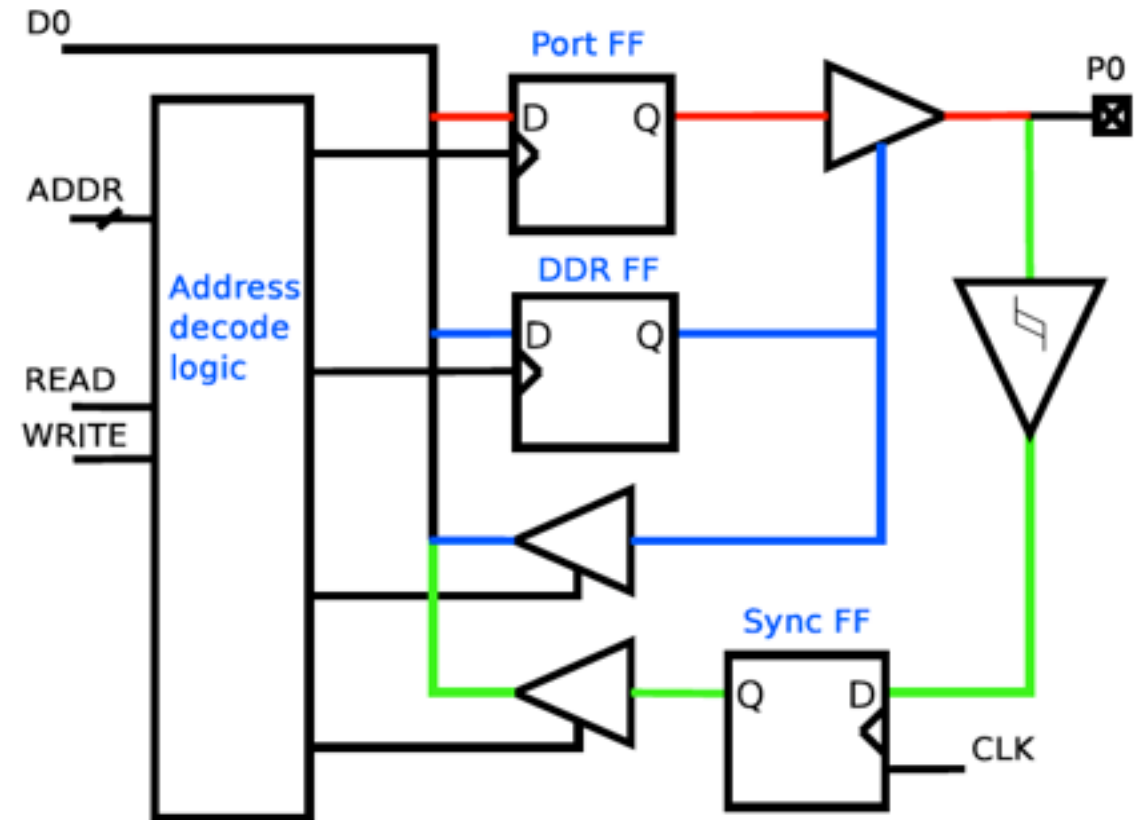 D0
Port FF
P0
D
Q
ADDR
DDR FF
Address
decode
logic
D
Q
READ
WRITE
Sync FF
Q
D
CLK